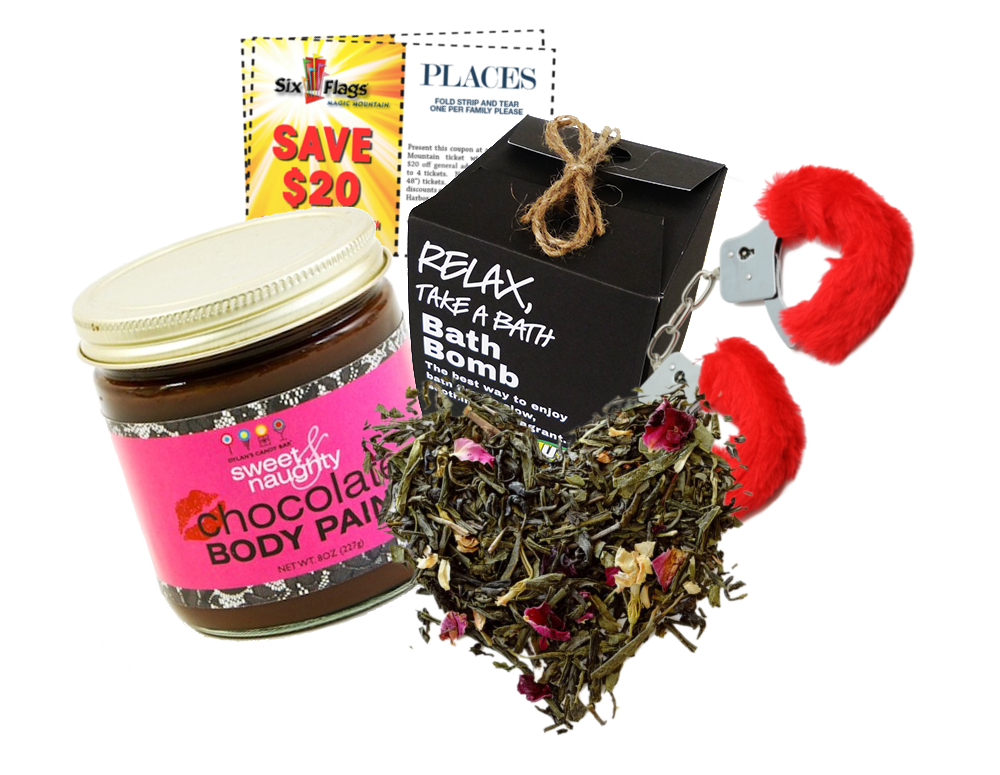 Six Flags
MAGIC MOUNTAIN
SAVE
$20
PLACES
FOLD STRIP AND TEAR
ONE PER FAMILY PLEASE
Present this coupon at
Mountain ticket
$20 off general
to 4 tickets.
48") tickets.
discounts
Harbor
RELAX,
TAKE A BATH
Bath
Bomb
The best way to enjoy
DYLAN'S CANDY BAR
sweet &
naughty
chocolate
BODY PAIN
NET WT. 8OZ (227g)